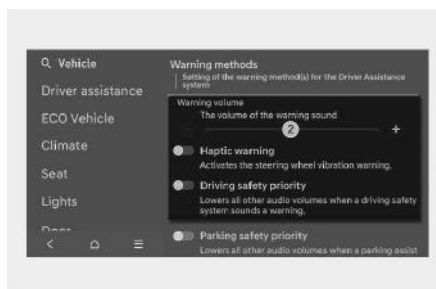 Vehicle
Driver assistance
ECO Vehicle
Climate
Seat
Lights
Door
Warning methods
Setting of the warning method(s) for the Driver Assistance
system
Warning volume
The volume of the warning sound
2
+
Haptic warning
Activates the steering wheel vibration warning.
Driving safety priority
Lowers all other audio volumes when a driving safety
system sounds a warning.
Parking safety priority
Lowers all other audio volumes when a parking assist